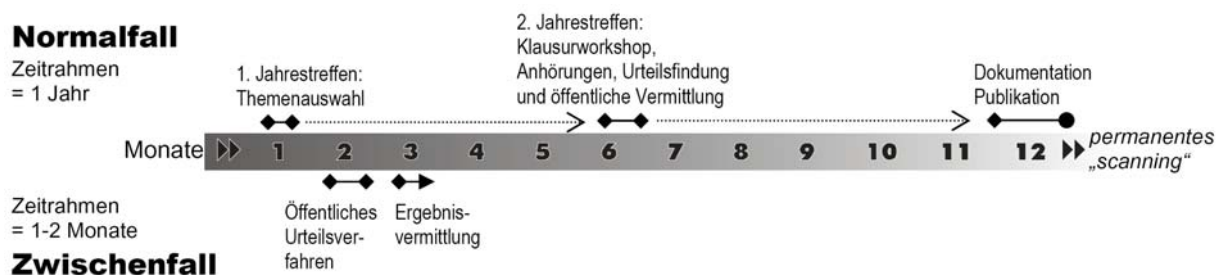 Normalfall
Zeitrahmen
= 1 Jahr
1. Jahrestreffen:
Themenauswahl
2. Jahrestreffen:
Klausurworkshop,
Anhörungen, Urteilsfindung
und öffentliche Vermittlung
Dokumentation
Publikation
Monate 1 2 3 4 5 6 7 8 9 10 11 12
permanentes
„scanning“
Zeitrahmen
= 1-2 Monate
Zwischenfall
Öffentliches
Urteilsver-
fahren
Ergebnis-
vermittlung